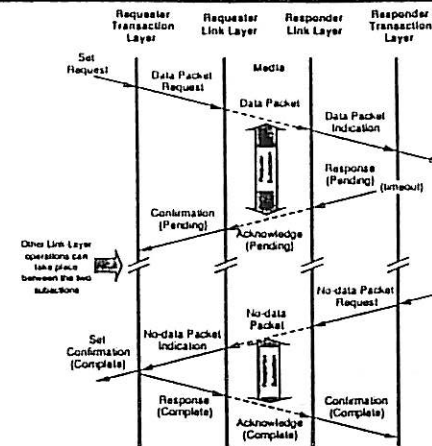 Requester
Transaction
Layer
Requester
Link Layer
Responder
Link Layer
Responder
Transaction
Layer
Set
Request
Media
Data Packet
Request
Data Packet
Data Packet
Indication
Response
(Pending)
(timeout)
Confirmation
(Pending)
Acknowledge
(Pending)
Other Link Layer
operations can
take place
between the two
subactions
No-data Packet
Request
No-data
Packet
No-data Packet
Indication
Set
Confirmation
(Complete)
Response
(Complete)
Acknowledge
(Complete)
Confirmation
(Complete)